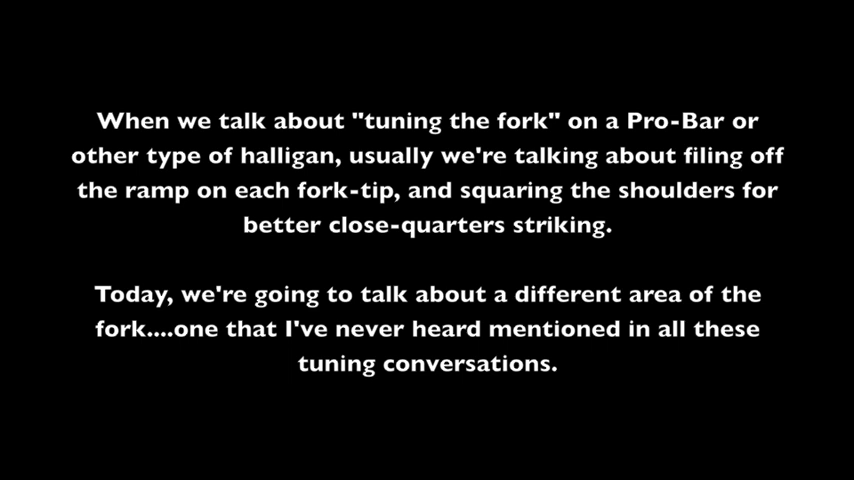 When we talk about "tuning the fork" on a Pro-Bar or
other type of halligan, usually we're talking about filing off
the ramp on each fork-tip, and squaring the shoulders for
better close-quarters striking.
Today, we're going to talk about a different area of the
fork....one that I've never heard mentioned in all these
tuning conversations.